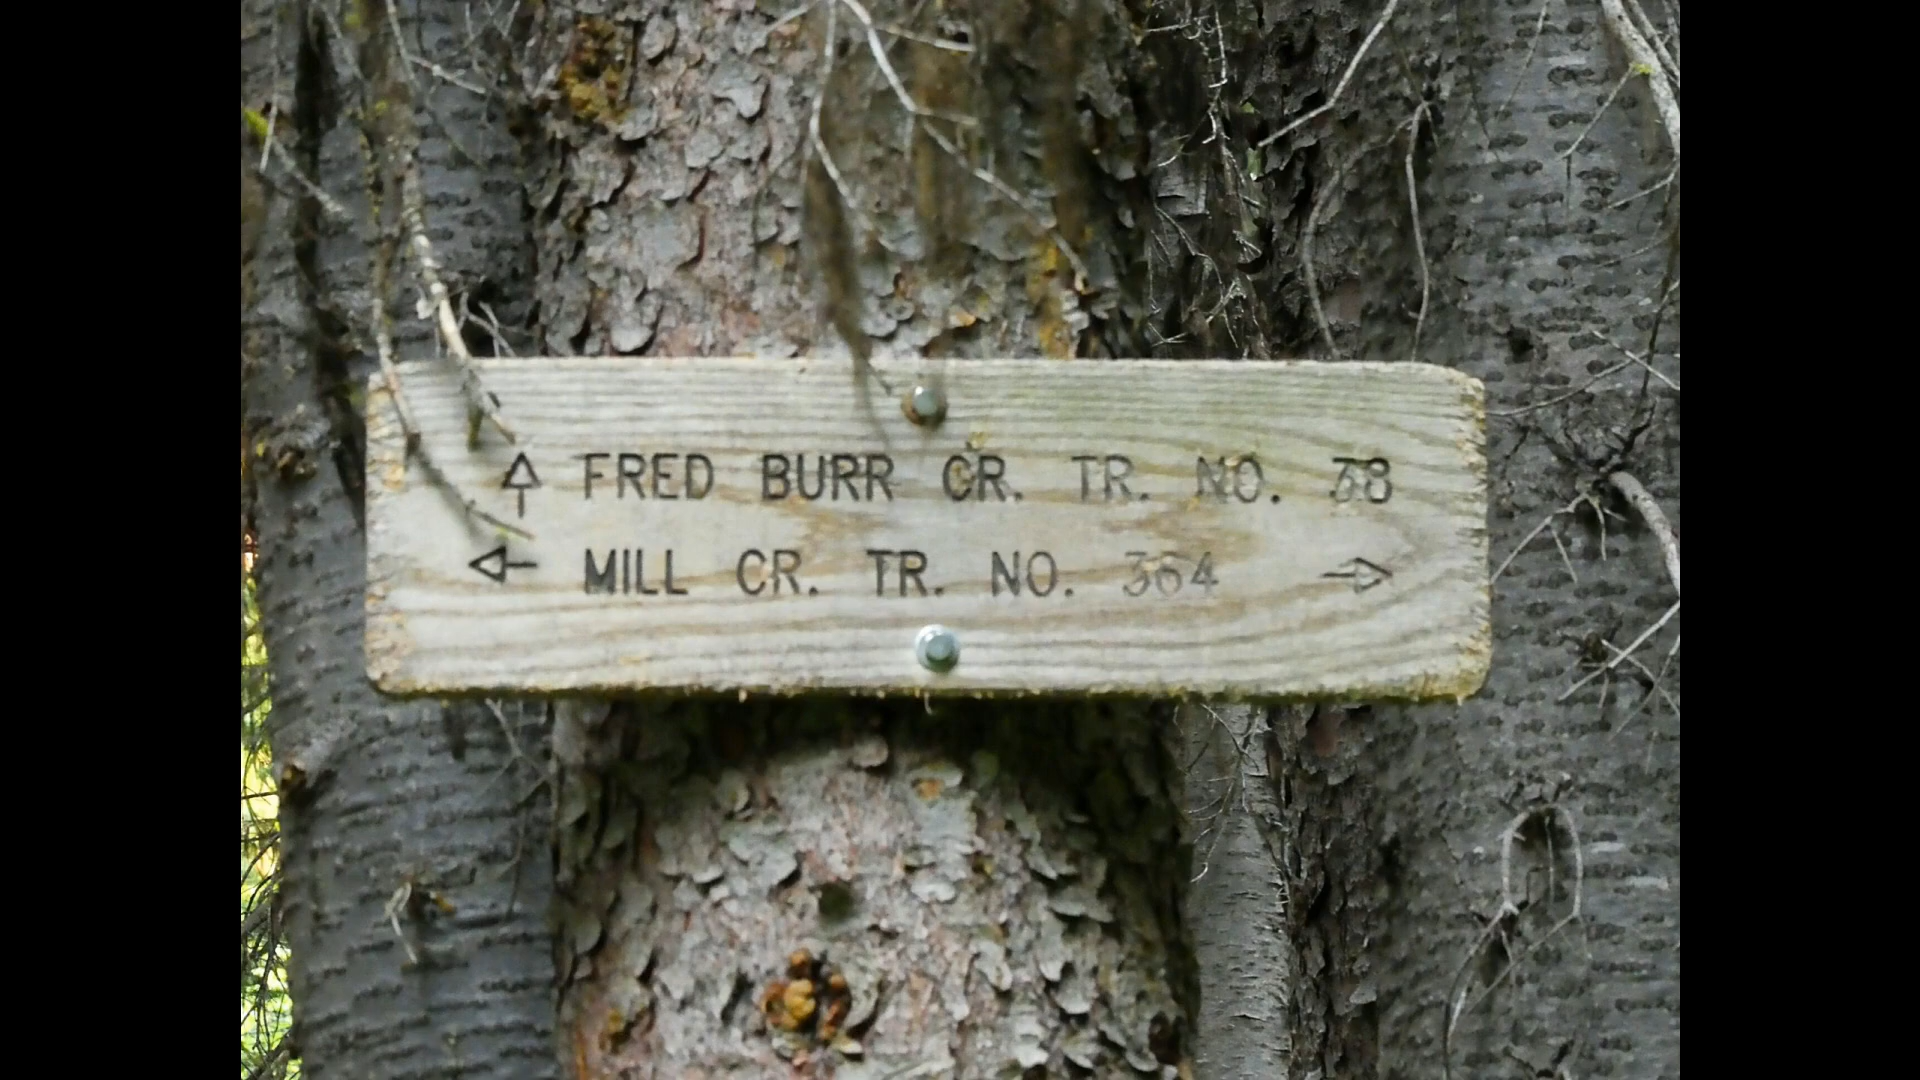 ↑ FRED BURR CR. TR. NO. 38
← MILL CR. TR. NO. 364 →